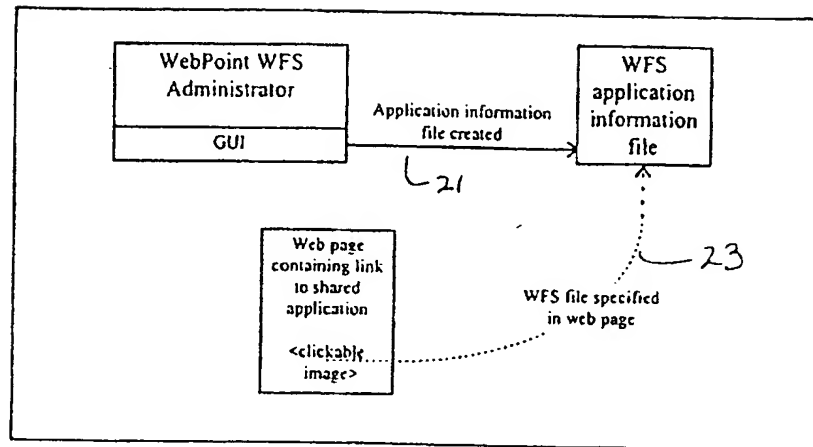 WebPoint WFS
Administrator
GUI
Application information
file created
21
WFS
application
information
file
Web page
containing link
to shared
application
<clickable
image>
23
WFS file specified
in web page